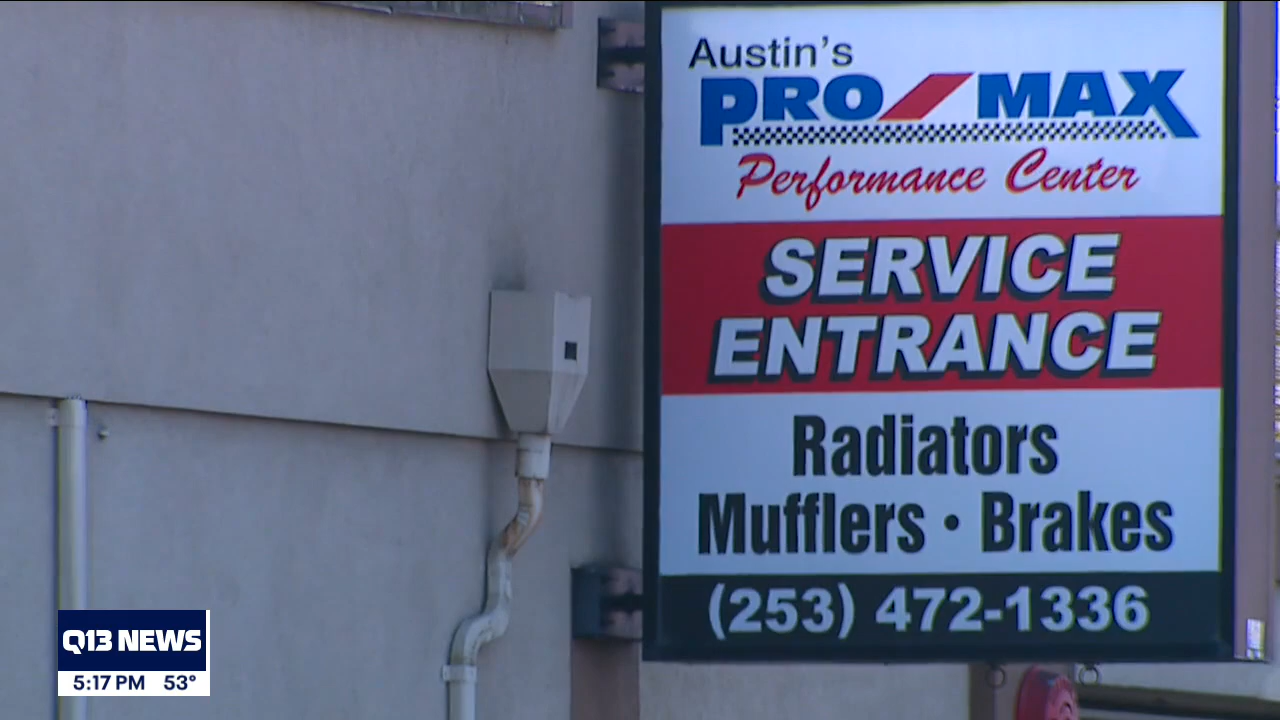 Austin's
PRO/MAX
Performance Center
SERVICE
ENTRANCE
Radiators
Mufflers • Brakes
(253) 472-1336
Q13 NEWS
5:17 PM 53°